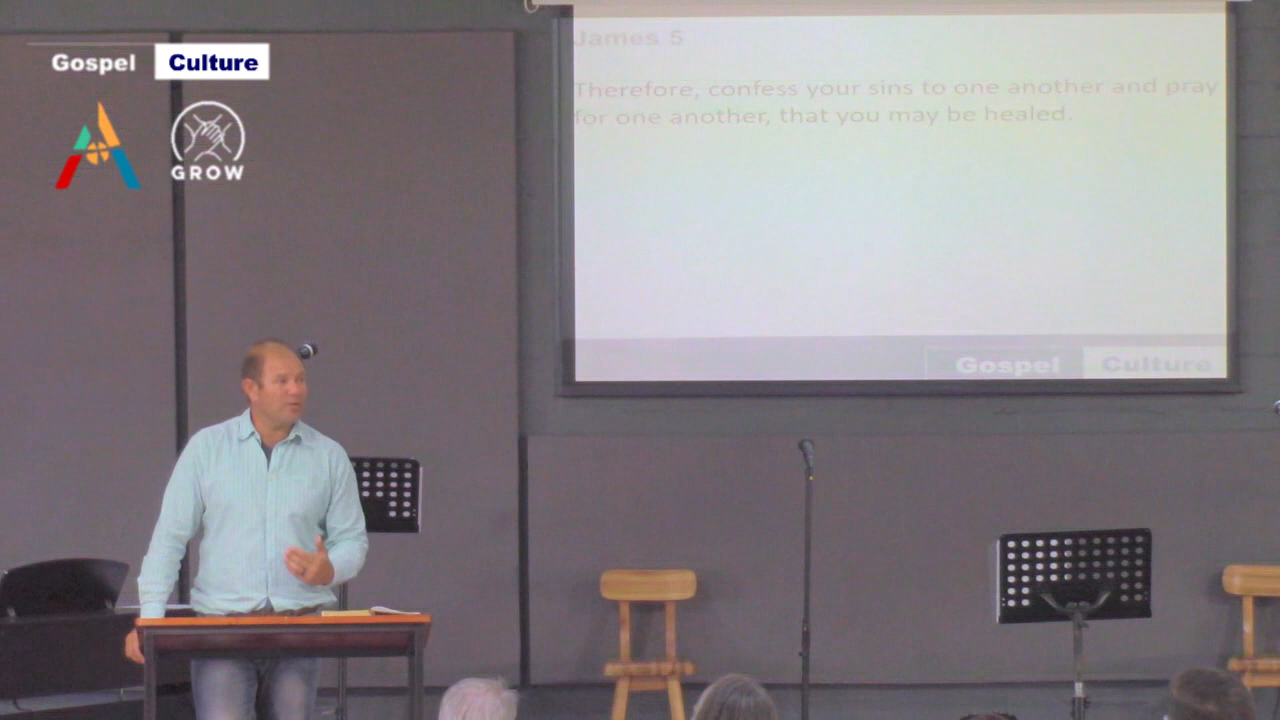 Gospel Culture
GROW
James 5
Therefore, confess your sins to one another and pray
for one another, that you may be healed.
Gospel Culture